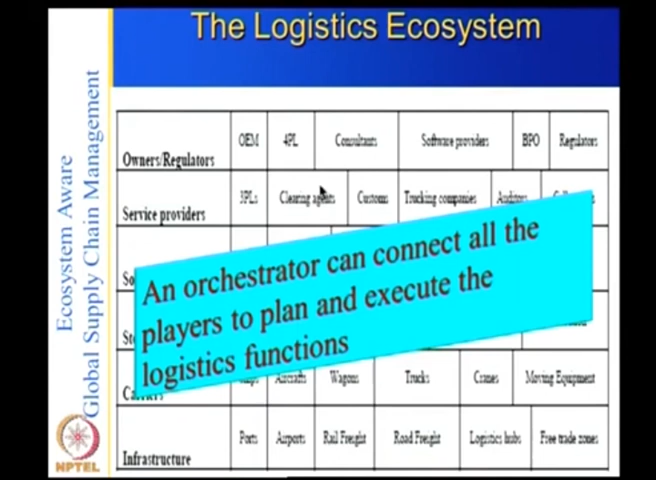 The Logistics Ecosystem
Ecosystem Aware
Global Supply Chain Management
Owners/Regulators OEM 4PL Consultants Software providers BPO Regulators
Service providers 3PLs Clearing agents Customs Trucking companies Auditors
An orchestrator can connect all the
players to plan and execute the
logistics functions
Aircrafts Wagons Trucks Cranes Moving Equipment
Infrastructure Ports Airports Rail Freight Road Freight Logistics hubs Free trade zones
NPTEL